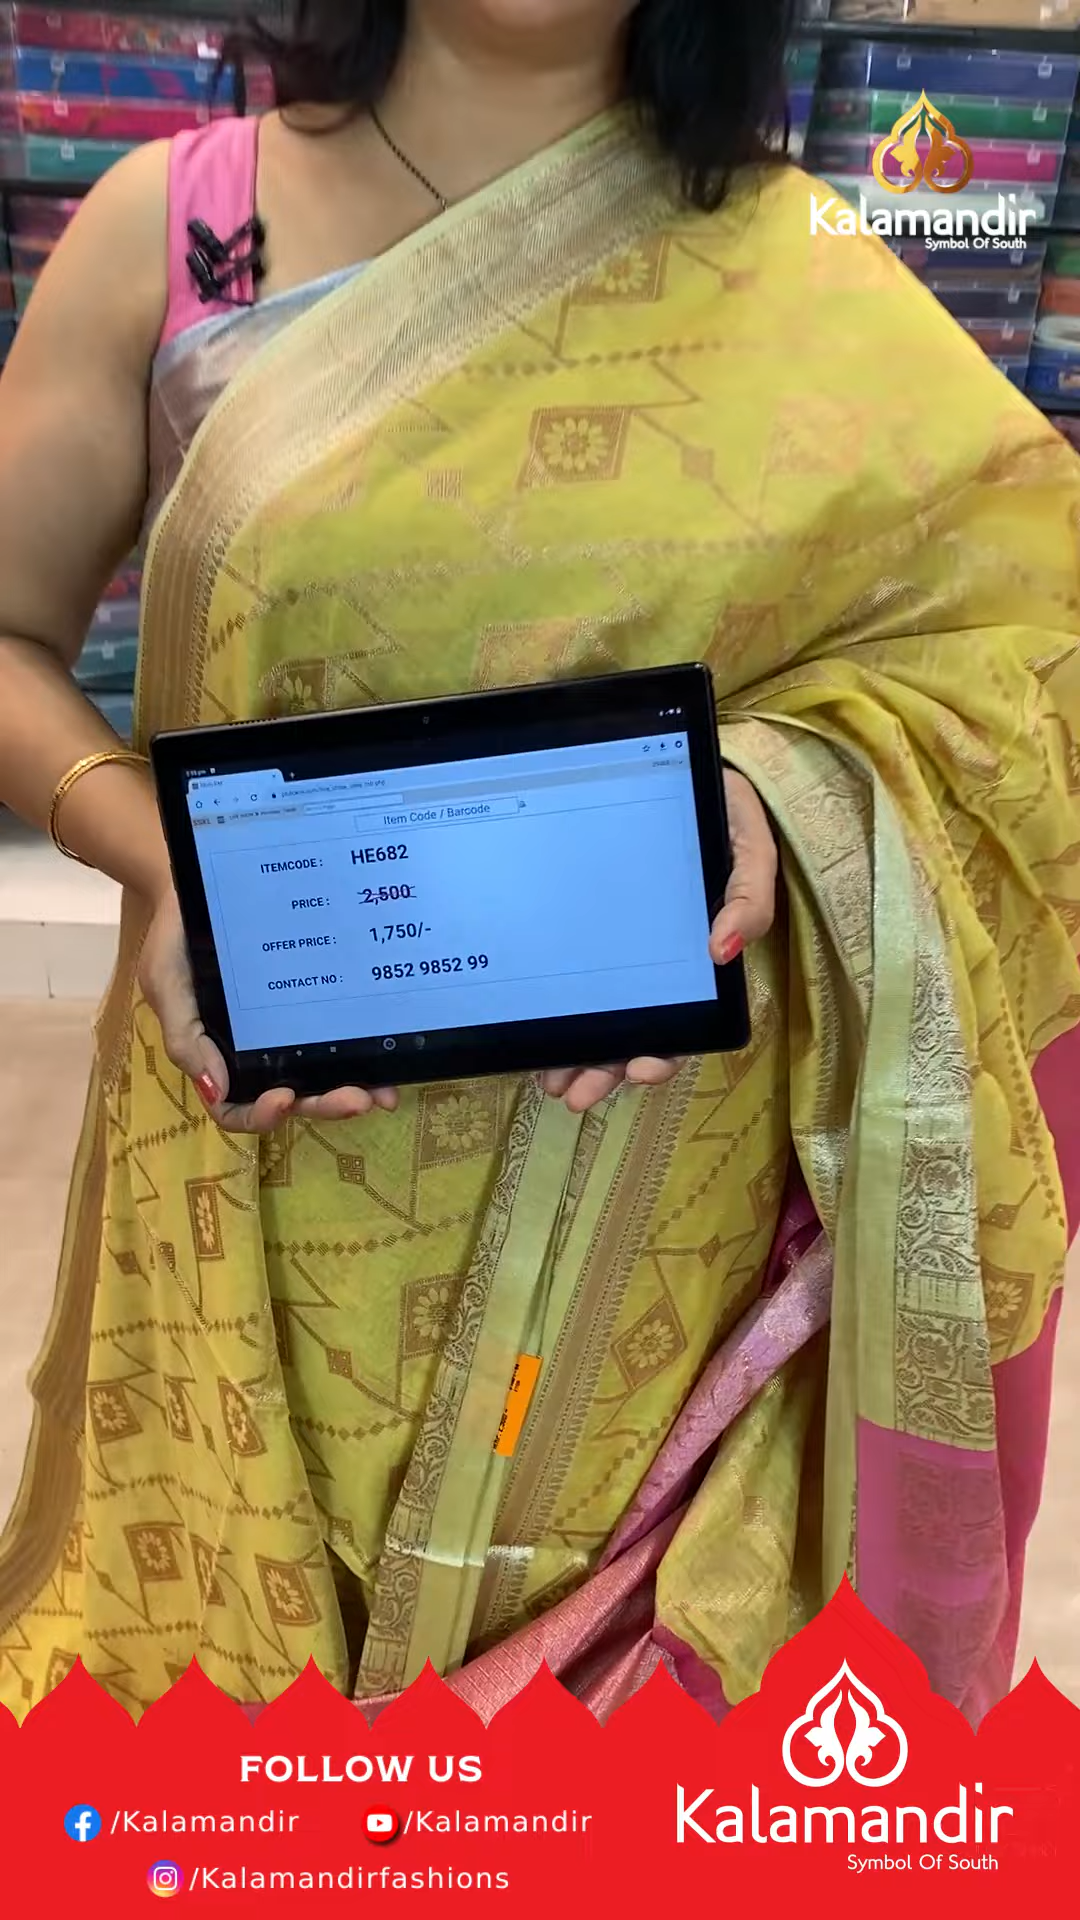 Kalamandir
Symbol Of South
Item Code / Barcode
ITEMCODE : HE682
PRICE : 2,500
OFFER PRICE : 1,750/-
CONTACT NO : 9852 9852 99
FOLLOW US
/Kalamandir
/Kalamandir
/Kalamandirfashions
Kalamandir
Symbol Of South